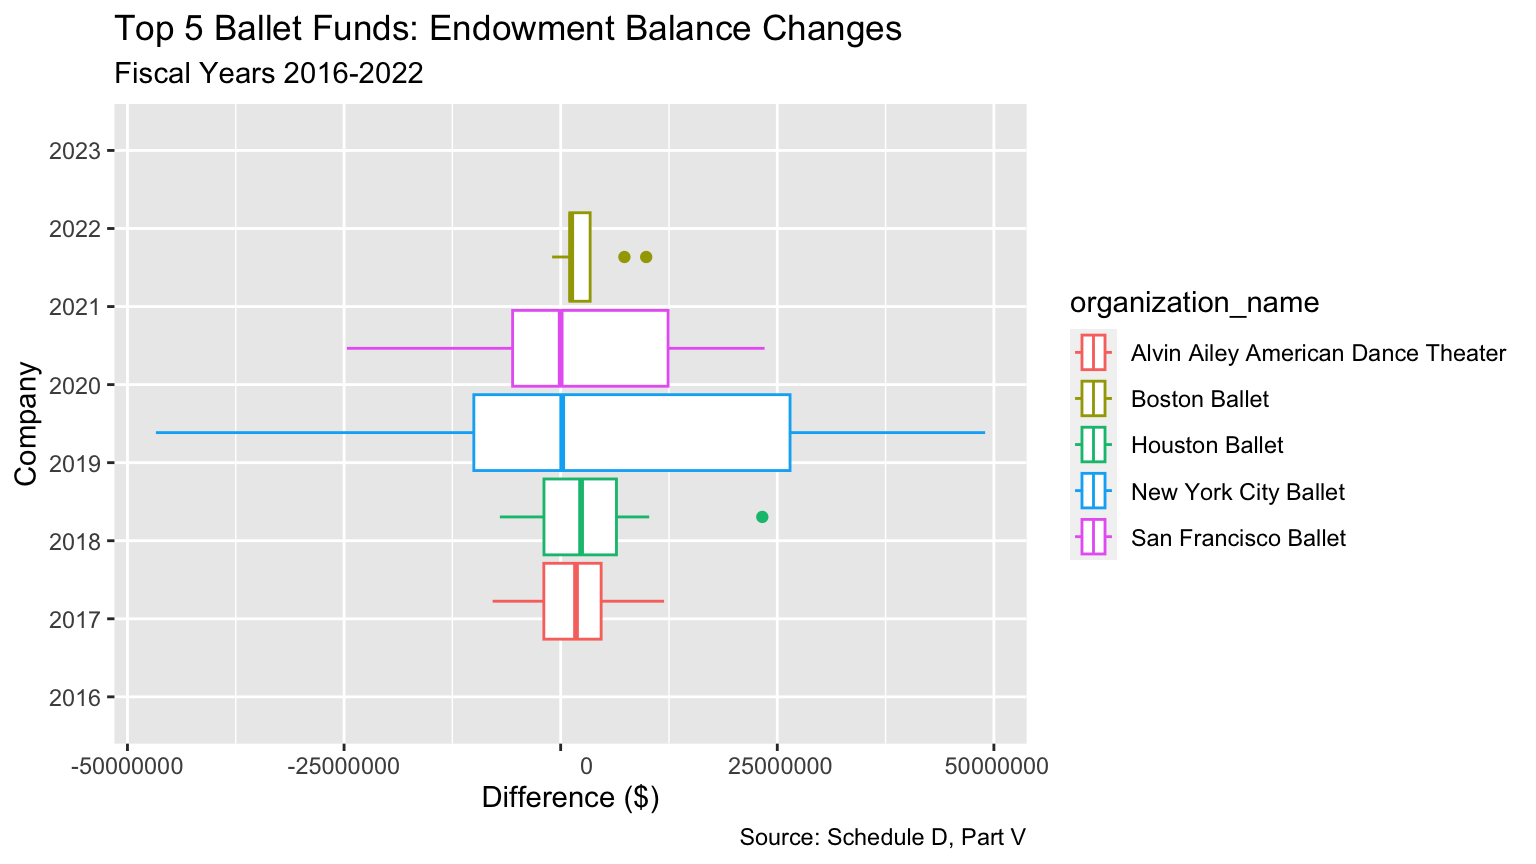 Top 5 Ballet Funds: Endowment Balance Changes
Fiscal Years 2016-2022
Company
2023
2022
2021
2020
2019
2018
2017
2016
-50000000 -25000000 0 25000000 50000000
Difference ($)
organization_name
Alvin Ailey American Dance Theater
Boston Ballet
Houston Ballet
New York City Ballet
San Francisco Ballet
Source: Schedule D, Part V